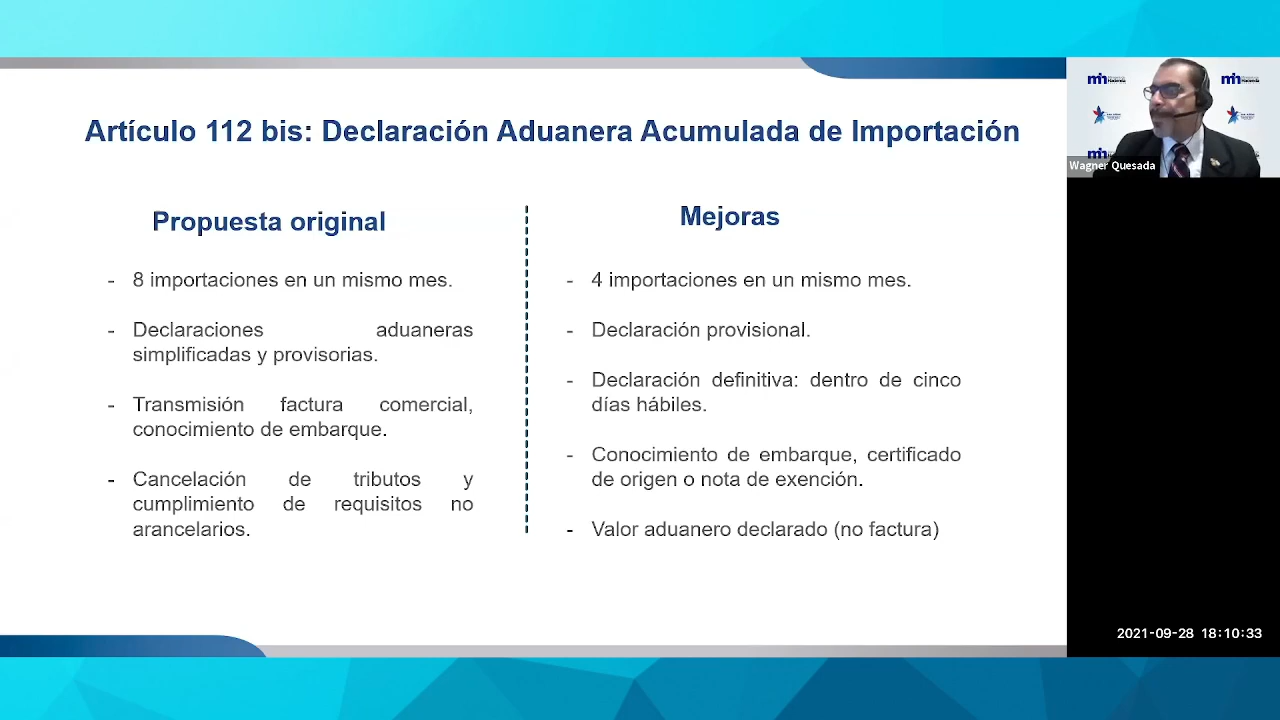 Artículo 112 bis: Declaración Aduanera Acumulada de Importación
Propuesta original
- 8 importaciones en un mismo mes.
- Declaraciones aduaneras
simplificadas y provisorias.
- Transmisión factura comercial,
conocimiento de embarque.
- Cancelación de tributos y
cumplimiento de requisitos no
arancelarios.
Mejoras
- 4 importaciones en un mismo mes.
- Declaración provisional.
- Declaración definitiva: dentro de cinco
días hábiles.
- Conocimiento de embarque, certificado
de origen o nota de exención.
- Valor aduanero declarado (no factura)
Wagner Quesada
2021-09-28 18:10:33